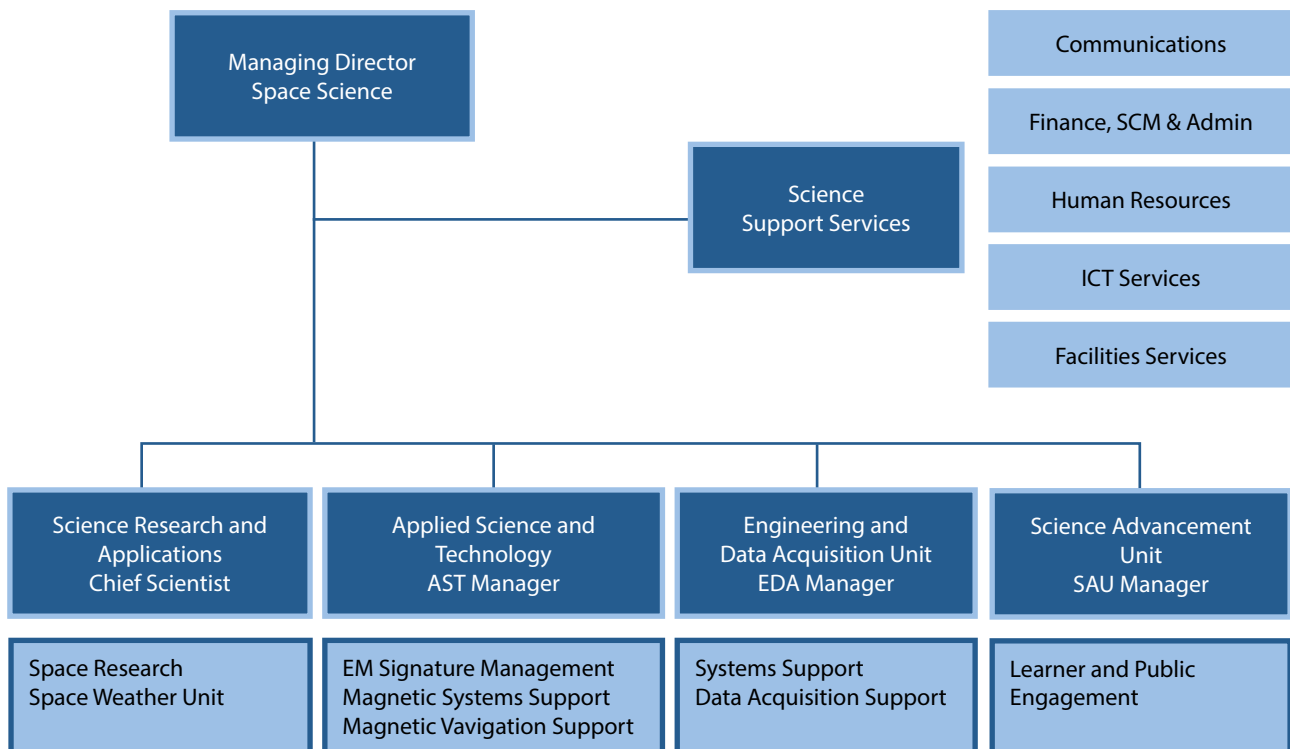 Managing Director
Space Science
Science
Support Services
Communications
Finance, SCM & Admin
Human Resources
ICT Services
Facilities Services
Science Research and
Applications
Chief Scientist
Applied Science and
Technology
AST Manager
Engineering and
Data Acquisition Unit
EDA Manager
Science Advancement
Unit
SAU Manager
Space Research
Space Weather Unit
EM Signature Management
Magnetic Systems Support
Magnetic Vavigation Support
Systems Support
Data Acquisition Support
Learner and Public
Engagement